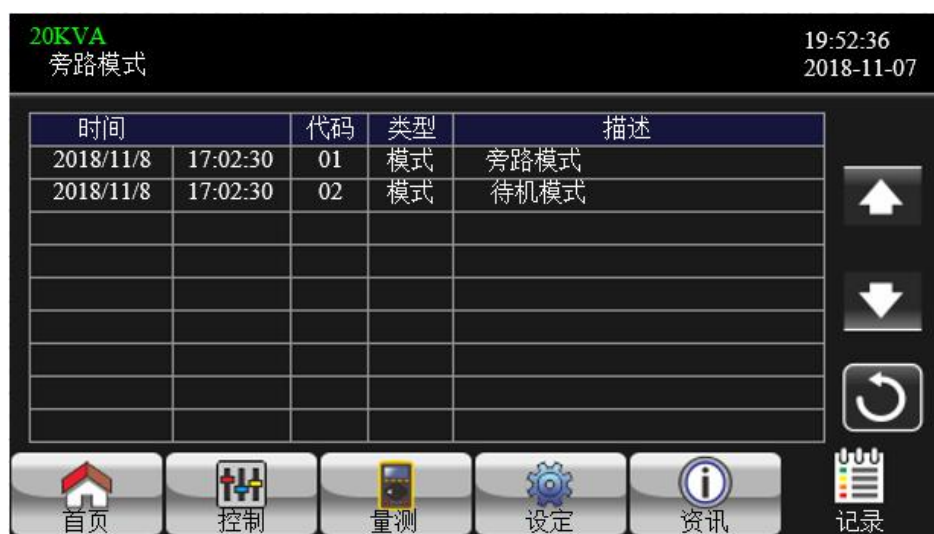 20KVA
旁路模式
19:52:36
2018-11-07
时间 代码 类型 描述
2018/11/8 17:02:30 01 模式 旁路模式
2018/11/8 17:02:30 02 模式 待机模式
首页 控制 量测 设定 资讯 记录